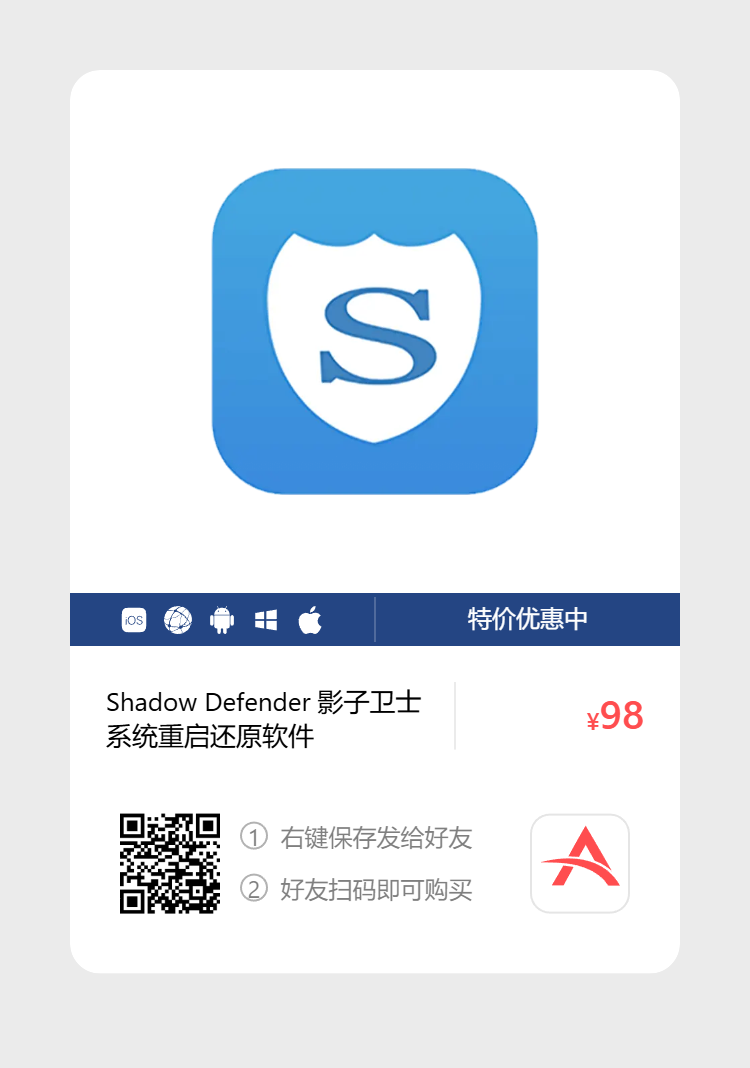 S
iOS
特价优惠中
Shadow Defender 影子卫士
系统重启还原软件
¥98
① 右键保存发给好友
② 好友扫码即可购买